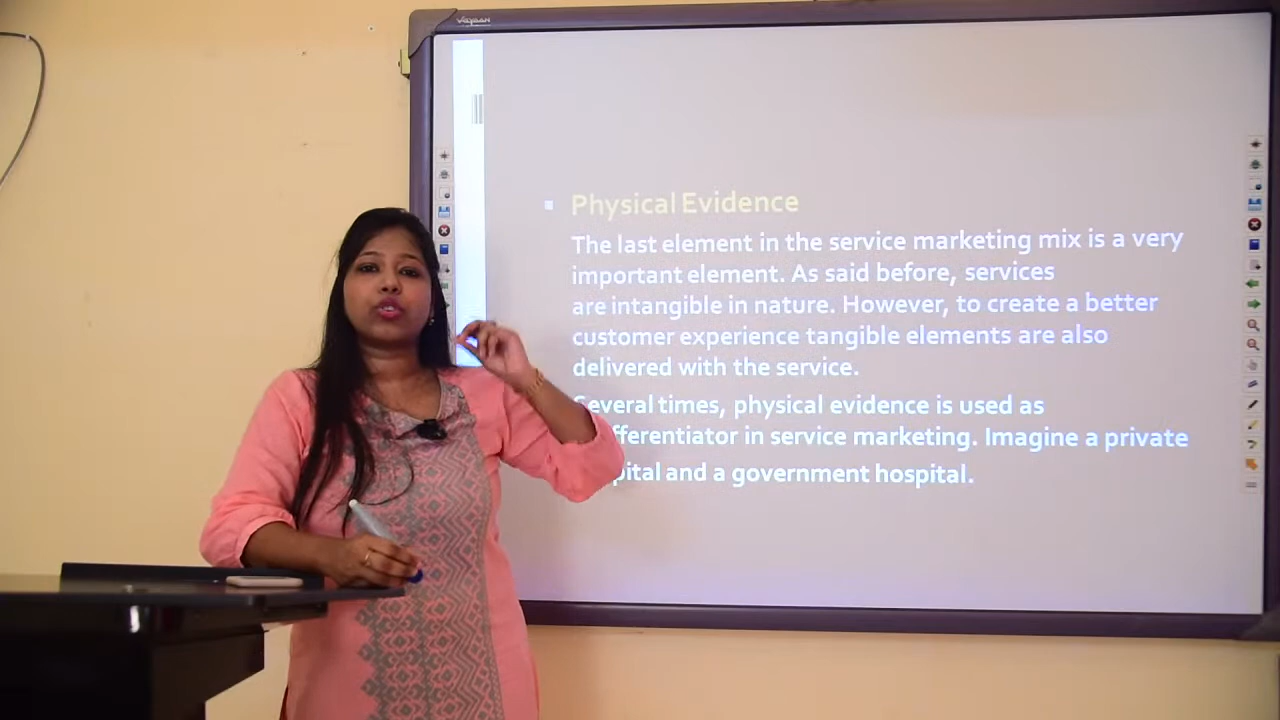 Vidyaan
Physical Evidence
The last element in the service marketing mix is a very
important element. As said before, services
are intangible in nature. However, to create a better
customer experience tangible elements are also
delivered with the service.
Several times, physical evidence is used as
fferentiator in service marketing. Imagine a private
pital and a government hospital.